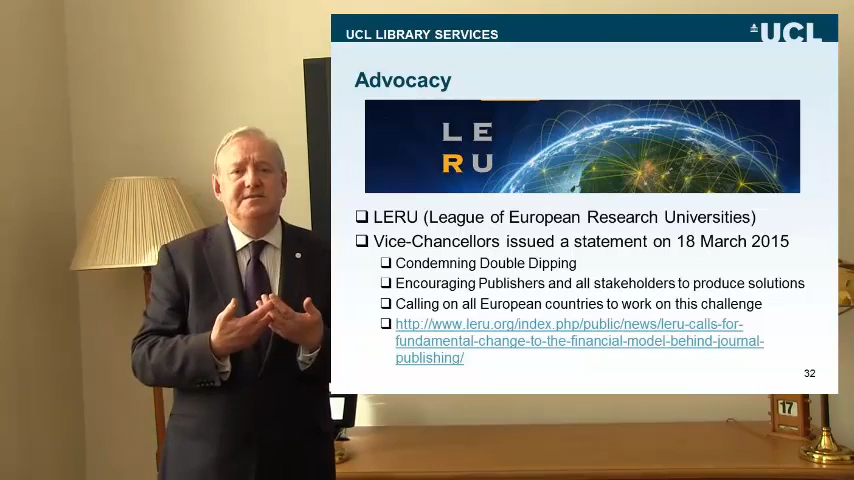 UCL LIBRARY SERVICES
UCL
Advocacy
LE
RU
LERU (League of European Research Universities)
Vice-Chancellors issued a statement on 18 March 2015
Condemning Double Dipping
Encouraging Publishers and all stakeholders to produce solutions
Calling on all European countries to work on this challenge
http://www.leru.org/index.php/public/news/leru-calls-for-
fundamental-change-to-the-financial-model-behind-journal-
publishing/
32
17